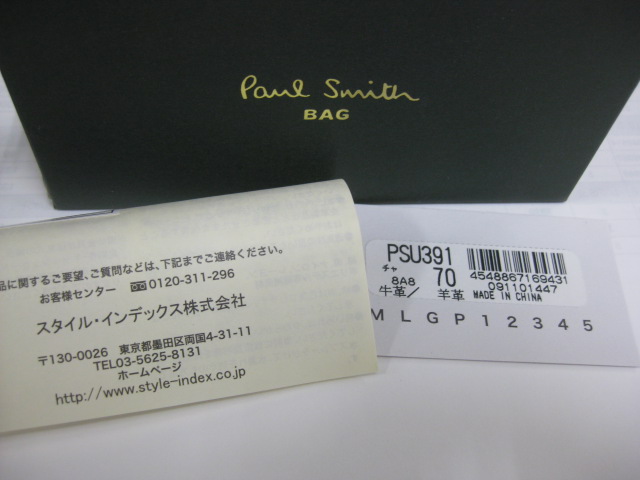 Paul Smith
BAG
品に関するご要望、ご質問などは、下記までご連絡ください。
お客様センター 0120-311-296
スタイル・インデックス株式会社
〒130-0026 東京都墨田区両国4-31-11
TEL03-5625-8131
ホームページ
http://www.style-index.co.jp
PSU391
チャ 70
8A8
牛革/ 羊革
4548867169431
091101447
MADE IN CHINA
M L G P 1 2 3 4 5